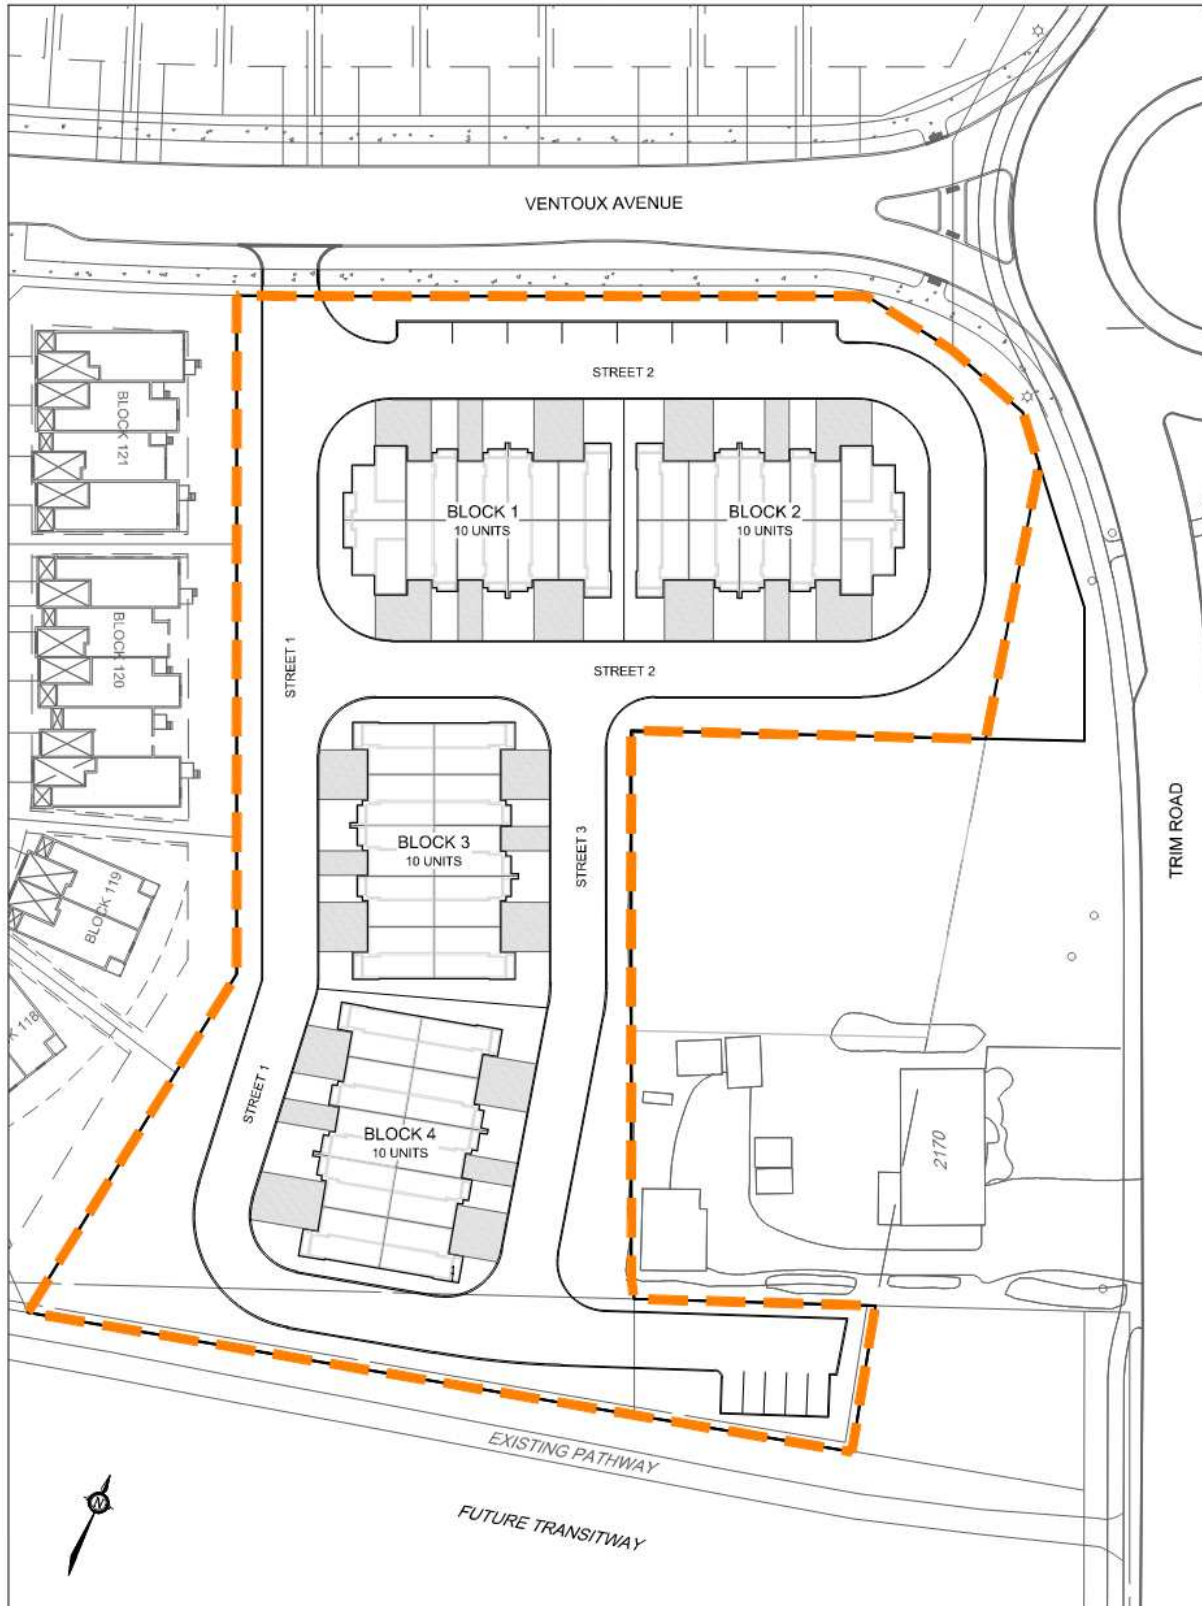 VENTOUX AVENUE
STREET 2
BLOCK 121
BLOCK 1
10 UNITS
BLOCK 2
10 UNITS
BLOCK 120
STREET 1
STREET 2
TRIM ROAD
BLOCK 3
10 UNITS
STREET 3
BLOCK 119
118
STREET 1
BLOCK 4
10 UNITS
2170
EXISTING PATHWAY
FUTURE TRANSITWAY
N